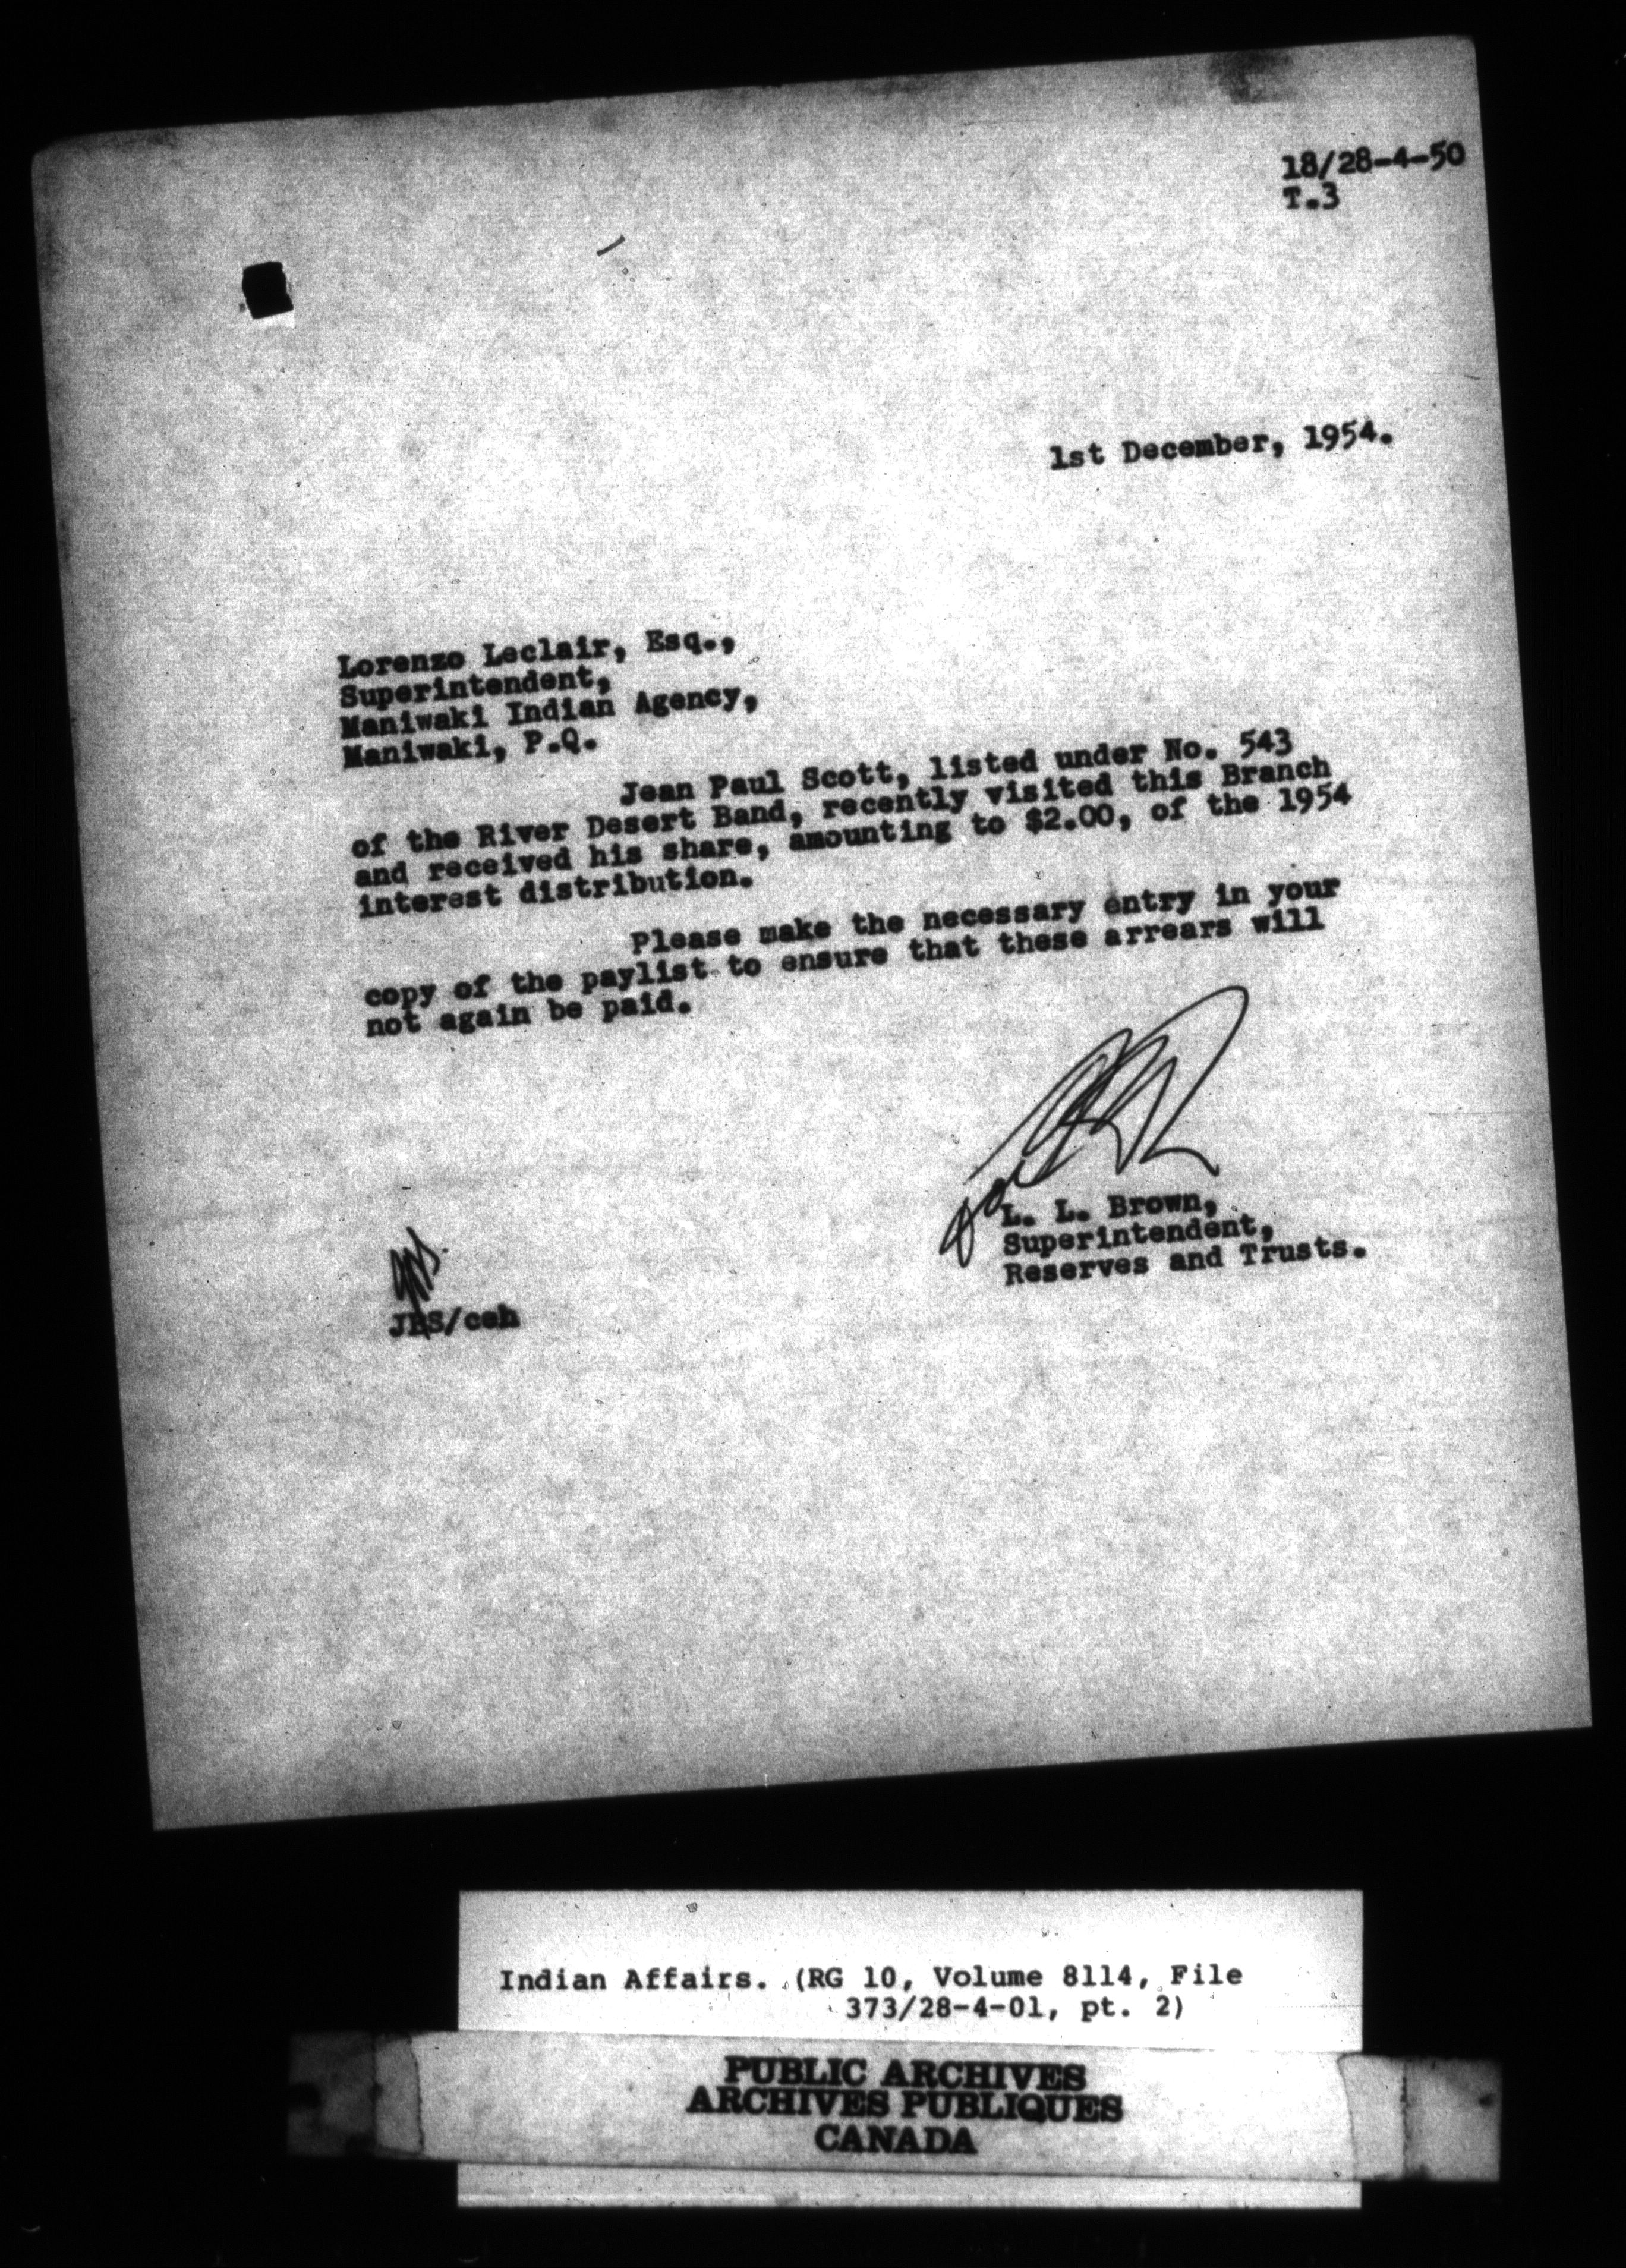 18/28-4-50
T.3
1st December, 1954.
Lorenzo Leclair, Esq.,
Superintendent,
Maniwaki Indian Agency,
Maniwaki, P.Q.
Jean Paul Scott, listed under No. 543
of the River Desert Band, recently visited this Branch
and received his share, amounting to $2.00, of the 1954
interest distribution.
Please make the necessary entry in your
copy of the paylist to ensure that these arrears will
not again be paid.
L. L. Brown,
Superintendent,
Reserves and Trusts.
/ceh
Indian Affairs. (RG 10, Volume 8114, File
373/28-4-01, pt. 2)
PUBLIC ARCHIVES
ARCHIVES PUBLIQUES
CANADA